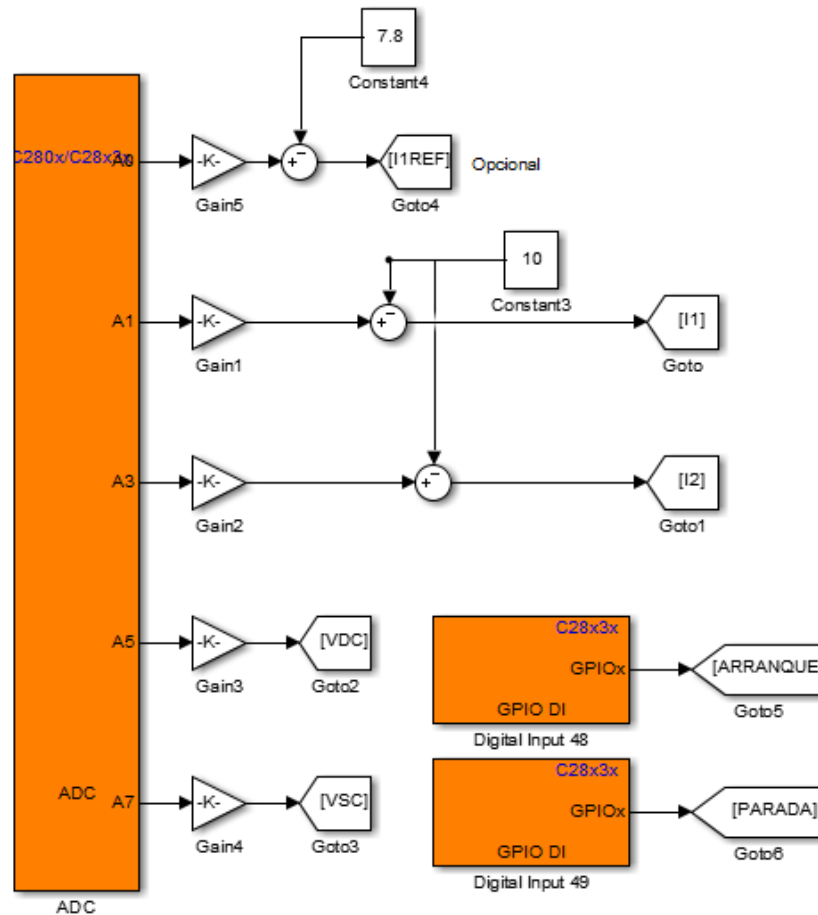 7.8
Constant4
C280x/C28x3x
A0
-K-
Gain5
+
−
[I1REF]
Goto4
Opcional
10
Constant3
A1
-K-
Gain1
+
−
[I1]
Goto
A3
-K-
Gain2
+
−
[I2]
Goto1
A5
-K-
Gain3
[VDC]
Goto2
C28x3x
GPIOx
GPIO DI
Digital Input 48
[ARRANQUE
Goto5
ADC
A7
-K-
Gain4
[VSC]
Goto3
C28x3x
GPIOx
GPIO DI
Digital Input 49
[PARADA]
Goto6
ADC